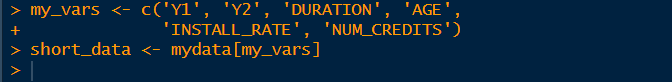 > my_vars <- c('Y1', 'Y2', 'DURATION', 'AGE',
+             'INSTALL_RATE', 'NUM_CREDITS')
> short_data <- mydata[my_vars]
>